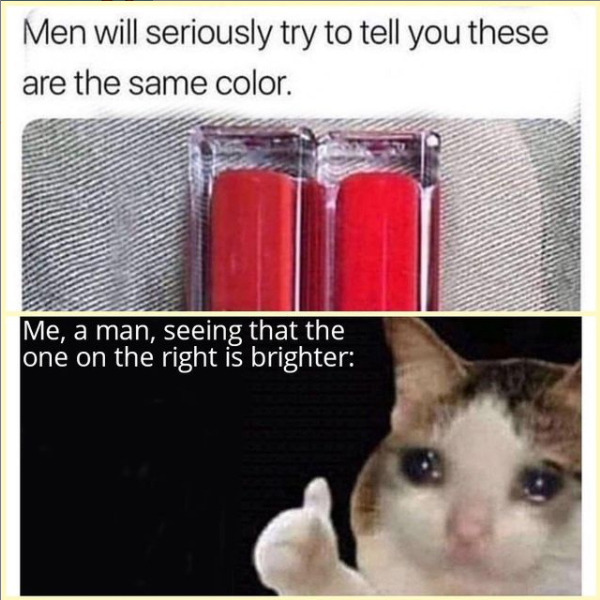 Men will seriously try to tell you these
are the same color.
Me, a man, seeing that the
one on the right is brighter: